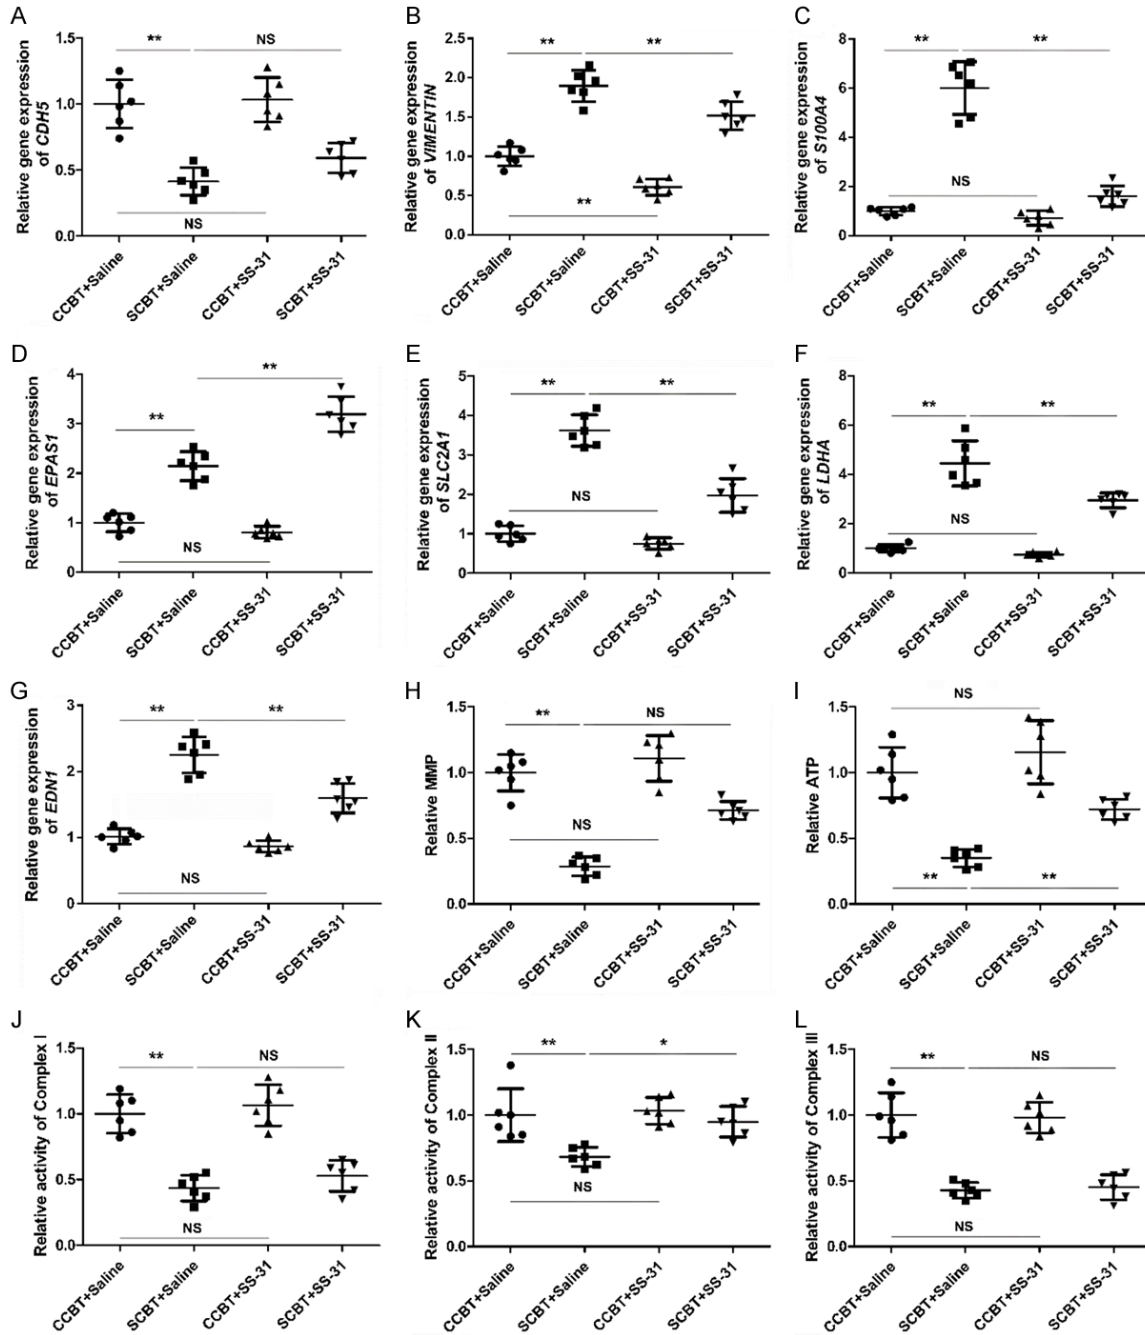 A
Relative gene expression
of CDH5
1.5
1.0
0.5
0.0
**
NS
NS
CCBT+Saline
SCBT+Saline
CCBT+SS-31
SCBT+SS-31
B
Relative gene expression
of VIMENTIN
2.5
2.0
1.5
1.0
0.5
0.0
**
**
**
CCBT+Saline
SCBT+Saline
CCBT+SS-31
SCBT+SS-31
C
Relative gene expression
of S100A4
8
6
4
2
0
**
**
NS
CCBT+Saline
SCBT+Saline
CCBT+SS-31
SCBT+SS-31
D
Relative gene expression
of EPAS1
4
3
2
1
0
**
**
NS
CCBT+Saline
SCBT+Saline
CCBT+SS-31
SCBT+SS-31
E
Relative gene expression
of SLC2A1
5
4
3
2
1
0
**
**
NS
CCBT+Saline
SCBT+Saline
CCBT+SS-31
SCBT+SS-31
F
Relative gene expression
of LDHA
8
6
4
2
0
**
**
NS
CCBT+Saline
SCBT+Saline
CCBT+SS-31
SCBT+SS-31
G
Relative gene expression
of EDN1
3
2
1
0
**
**
NS
CCBT+Saline
SCBT+Saline
CCBT+SS-31
SCBT+SS-31
H
Relative MMP
1.5
1.0
0.5
0.0
**
NS
NS
CCBT+Saline
SCBT+Saline
CCBT+SS-31
SCBT+SS-31
I
Relative ATP
1.5
1.0
0.5
0.0
NS
**
**
CCBT+Saline
SCBT+Saline
CCBT+SS-31
SCBT+SS-31
J
Relative activity of Complex I
1.5
1.0
0.5
0.0
**
NS
NS
CCBT+Saline
SCBT+Saline
CCBT+SS-31
SCBT+SS-31
K
Relative activity of Complex II
1.5
1.0
0.5
0.0
**
*
NS
CCBT+Saline
SCBT+Saline
CCBT+SS-31
SCBT+SS-31
L
Relative activity of Complex III
1.5
1.0
0.5
0.0
**
NS
NS
CCBT+Saline
SCBT+Saline
CCBT+SS-31
SCBT+SS-31